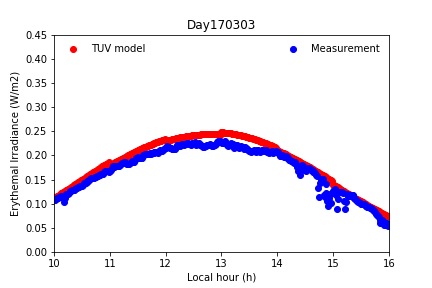 Day170303
TUV model
Measurement
Erythemal Irradiance (W/m2)
0.45
0.40
0.35
0.30
0.25
0.20
0.15
0.10
0.05
0.00
10 11 12 13 14 15 16
Local hour (h)